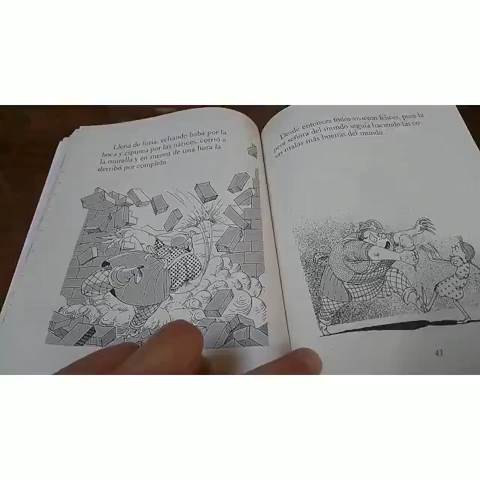 Llena de furia, echando baba por la
boca y espuma por las narices, corrió a
la muralla y en menos de una hora la
derribó por completo.
Desde entonces todos vivieron felices, pues la
peor señora del mundo seguía haciendo las co-
sas malas más buenas del mundo.
43